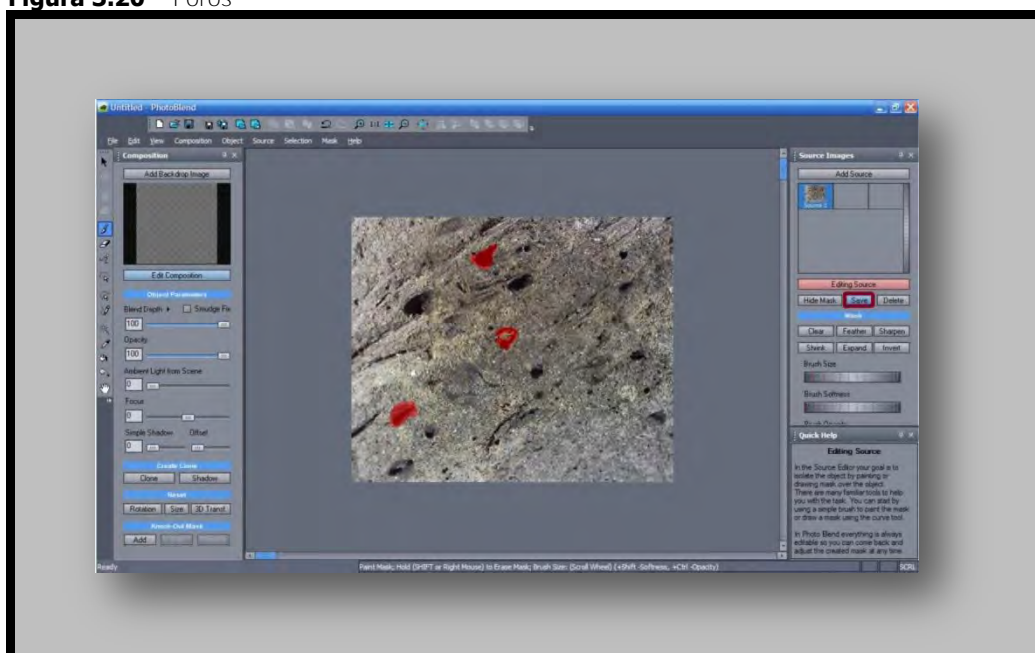 Figura 3.20 Poros
Untitled - PhotoBlend
File Edit View Composition Object Source Selection Mask Help
Composition
Add Backdrop Image
Edit Composition
Object Parameters
Blend Depth Smudge Fix
100
Opacity
100
Ambient Light from Scene
0
Focus
0
Simple Shadow Offset
0
Create Clone
Clone Shadow
Reset
Rotation Size 3D Transf.
Knock-Out Mask
Add
Source Images
Add Source
Source 1
Editing Source
Hide Mask Save Delete
Mask
Clear Feather Sharpen
Shrink Expand Invert
Brush Size
Brush Softness
Brush Opacity
Quick Help
Editing Source
In the Source Editor your goal is to
isolate the object by painting or
drawing mask over the object.
There are many familiar tools to help
you with the task. You can start by
using a simple brush to paint the mask
or draw a mask using the curve tool.
In Photo Blend everything is always
editable so you can come back and
adjust the created mask at any time
Ready
Paint Mask; Hold (SHIFT or Right Mouse) to Erase Mask; Brush Size: (Scroll Wheel) (+Shift -Softness, +Ctrl -Opacity)
SCRL